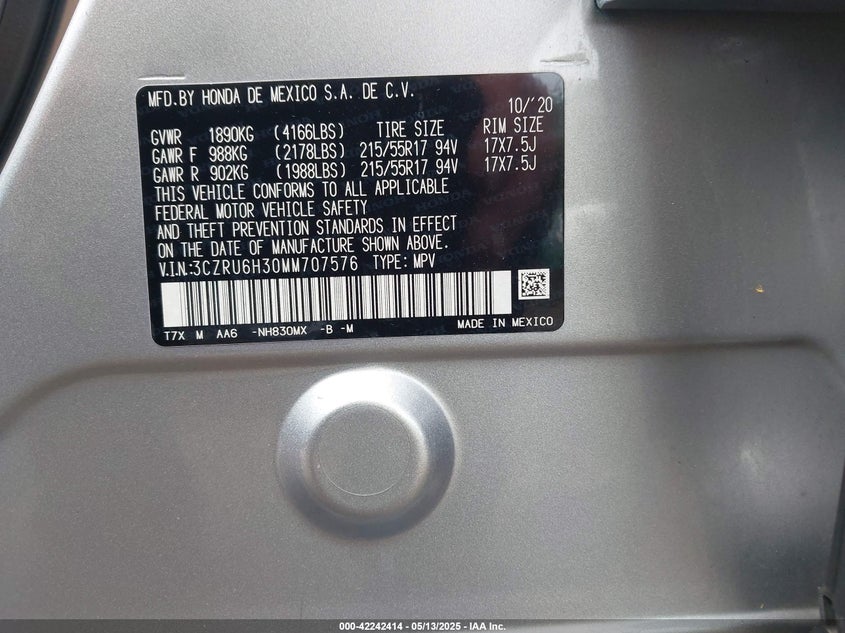 MFD.BY HONDA DE MEXICO S.A. DE C.V.
10/'20
GVWR 1890KG (4166LBS) TIRE SIZE RIM SIZE
GAWR F 988KG (2178LBS) 215/55R17 94V 17X7.5J
GAWR R 902KG (1988LBS) 215/55R17 94V 17X7.5J
THIS VEHICLE CONFORMS TO ALL APPLICABLE
FEDERAL MOTOR VEHICLE SAFETY
AND THEFT PREVENTION STANDARDS IN EFFECT
ON THE DATE OF MANUFACTURE SHOWN ABOVE.
V.I.N.:3CZRU6H30MM707576 TYPE: MPV
T7X M AA6 -NH830MX -B -M MADE IN MEXICO
000-42242414 - 05/13/2025 - IAA Inc.